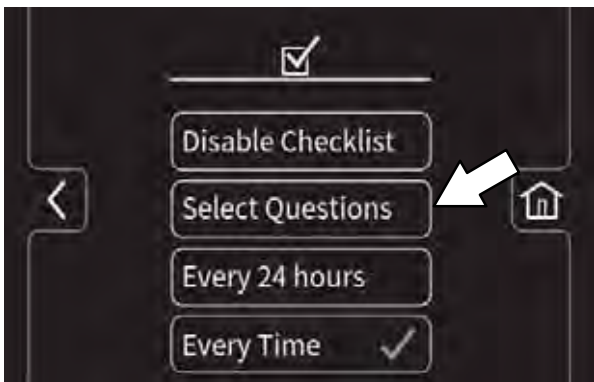 Disable Checklist
Select Questions
Every 24 hours
Every Time